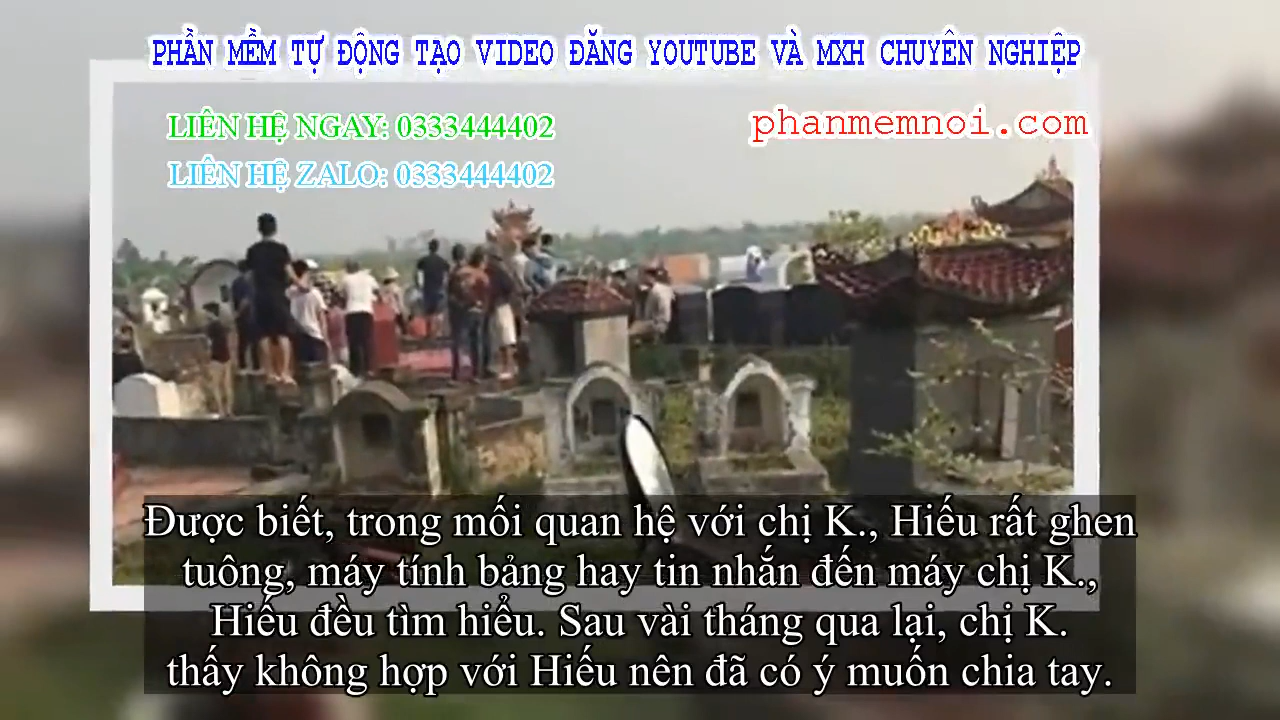 PHẦN MỀM TỰ ĐỘNG TẠO VIDEO ĐĂNG YOUTUBE VÀ MXH CHUYÊN NGHIỆP
LIÊN HỆ NGAY: 0333444402
phanmemnoi.com
LIÊN HỆ ZALO: 0333444402
Được biết, trong mối quan hệ với chị K., Hiếu rất ghen
tuông, máy tính bảng hay tin nhắn đến máy chị K.,
Hiếu đều tìm hiểu. Sau vài tháng qua lại, chị K.
thấy không hợp với Hiếu nên đã có ý muốn chia tay.